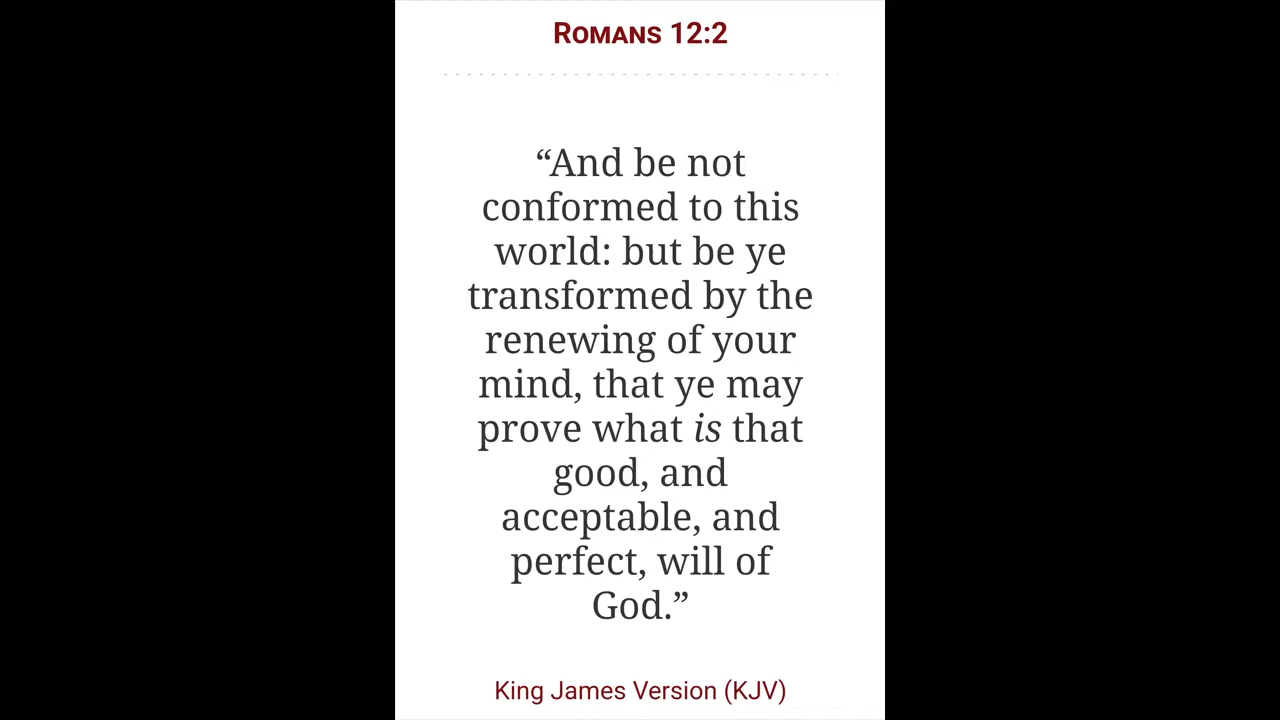 Romans 12:2
“And be not
conformed to this
world: but be ye
transformed by the
renewing of your
mind, that ye may
prove what is that
good, and
acceptable, and
perfect, will of
God.”
King James Version (KJV)